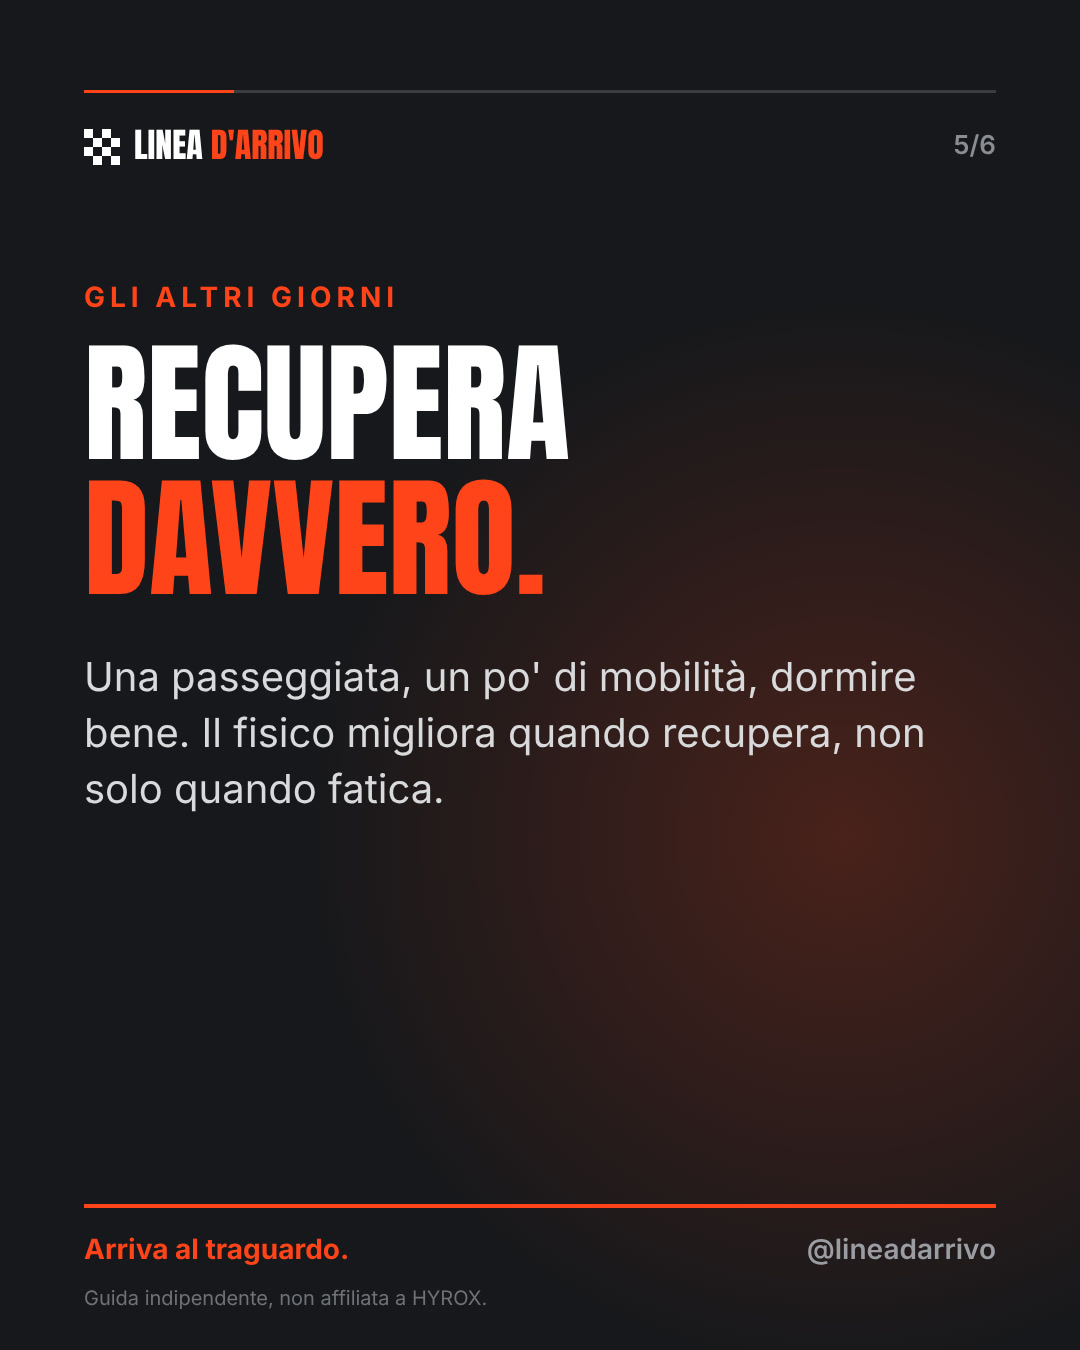 LINEA D'ARRIVO
5/6
GLI ALTRI GIORNI
RECUPERA
DAVVERO.
Una passeggiata, un po' di mobilità, dormire
bene. Il fisico migliora quando recupera, non
solo quando fatica.
Arriva al traguardo.
@lineadarrivo
Guida indipendente, non affiliata a HYROX.